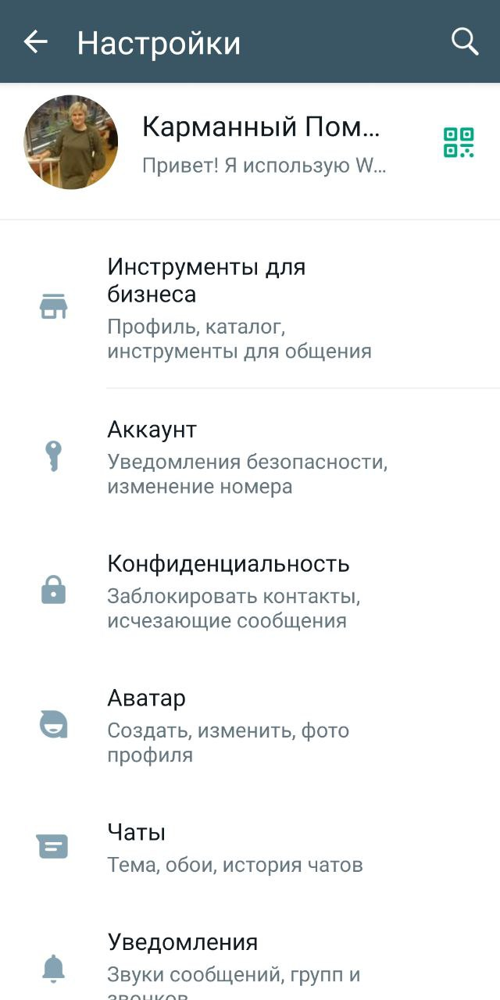 Настройки
Карманный Пом...
Привет! Я использую W...
Инструменты для
бизнеса
Профиль, каталог,
инструменты для общения
Аккаунт
Уведомления безопасности,
изменение номера
Конфиденциальность
Заблокировать контакты,
исчезающие сообщения
Аватар
Создать, изменить, фото
профиля
Чаты
Тема, обои, история чатов
Уведомления
Звуки сообщений, групп и
звонков